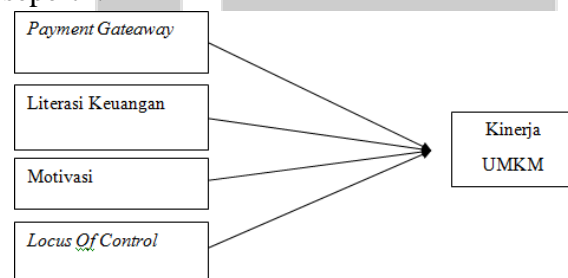 Payment Gateaway
Literasi Keuangan
Kinerja
UMKM
Motivasi
Locus Of Control